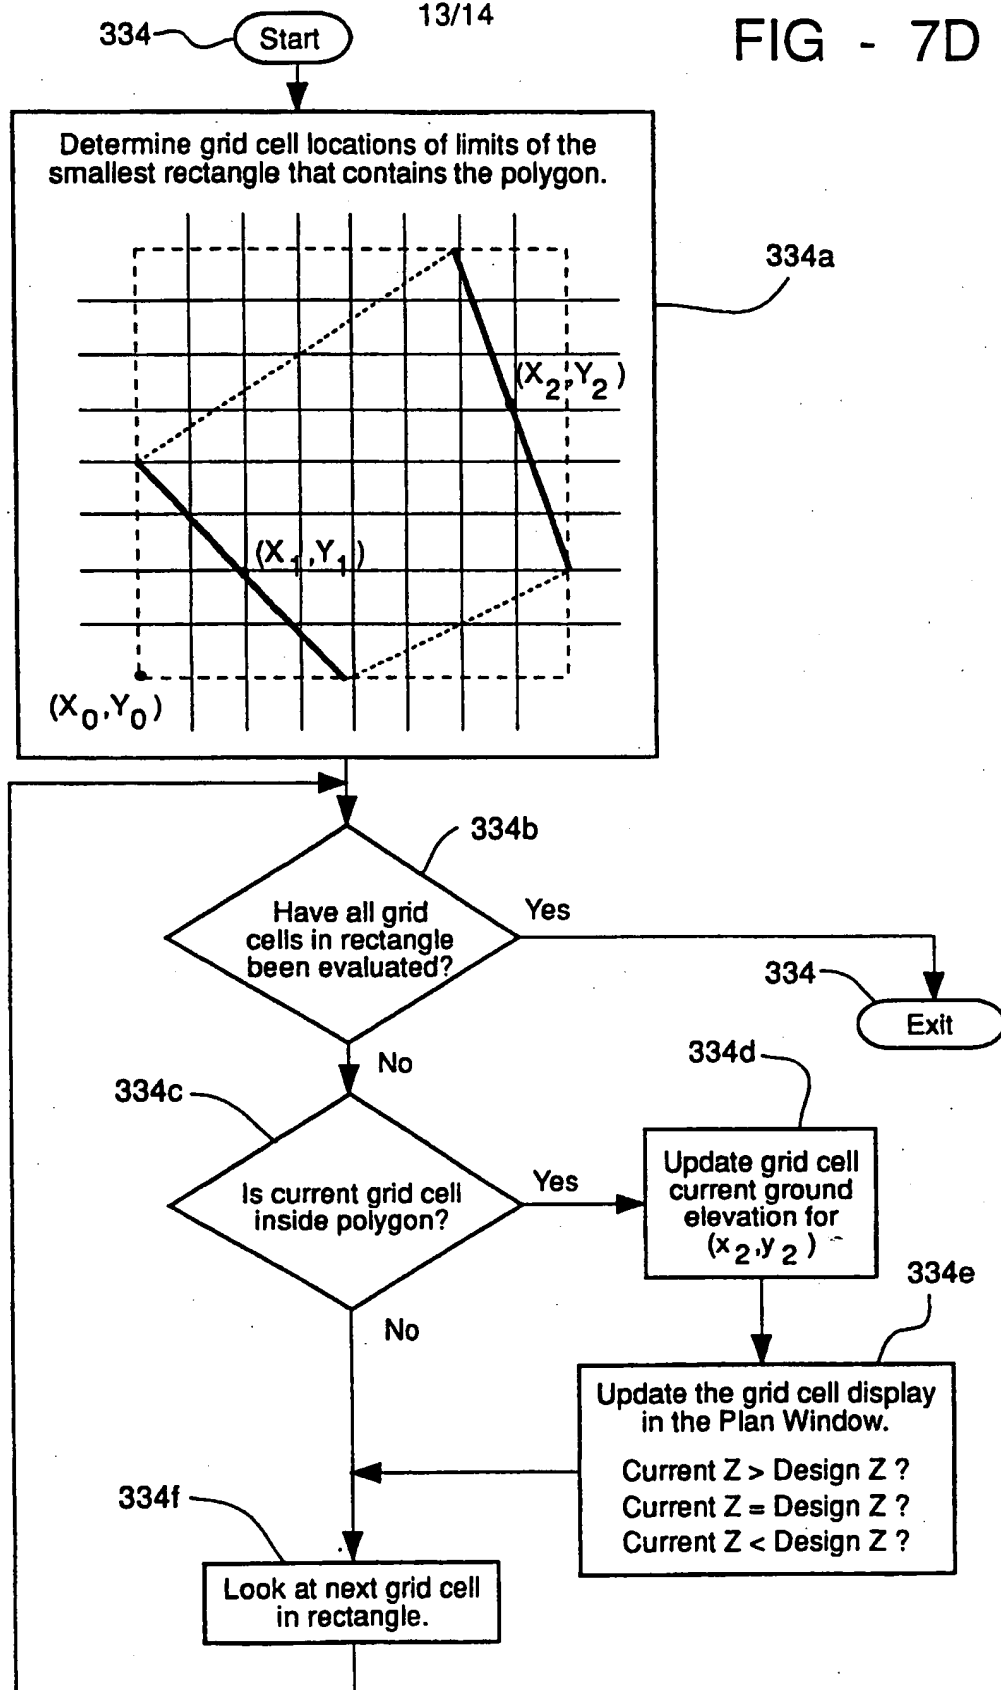 13/14
FIG - 7D
334
Start
Determine grid cell locations of limits of the
smallest rectangle that contains the polygon.
334a
(X2,Y2)
(X1,Y1)
(X0,Y0)
334b
Have all grid
cells in rectangle
been evaluated?
Yes
334
Exit
No
334c
334d
Is current grid cell
inside polygon?
Yes
Update grid cell
current ground
elevation for
(x2,y2)
334e
No
Update the grid cell display
in the Plan Window.
Current Z > Design Z ?
Current Z = Design Z ?
Current Z < Design Z ?
334f
Look at next grid cell
in rectangle.